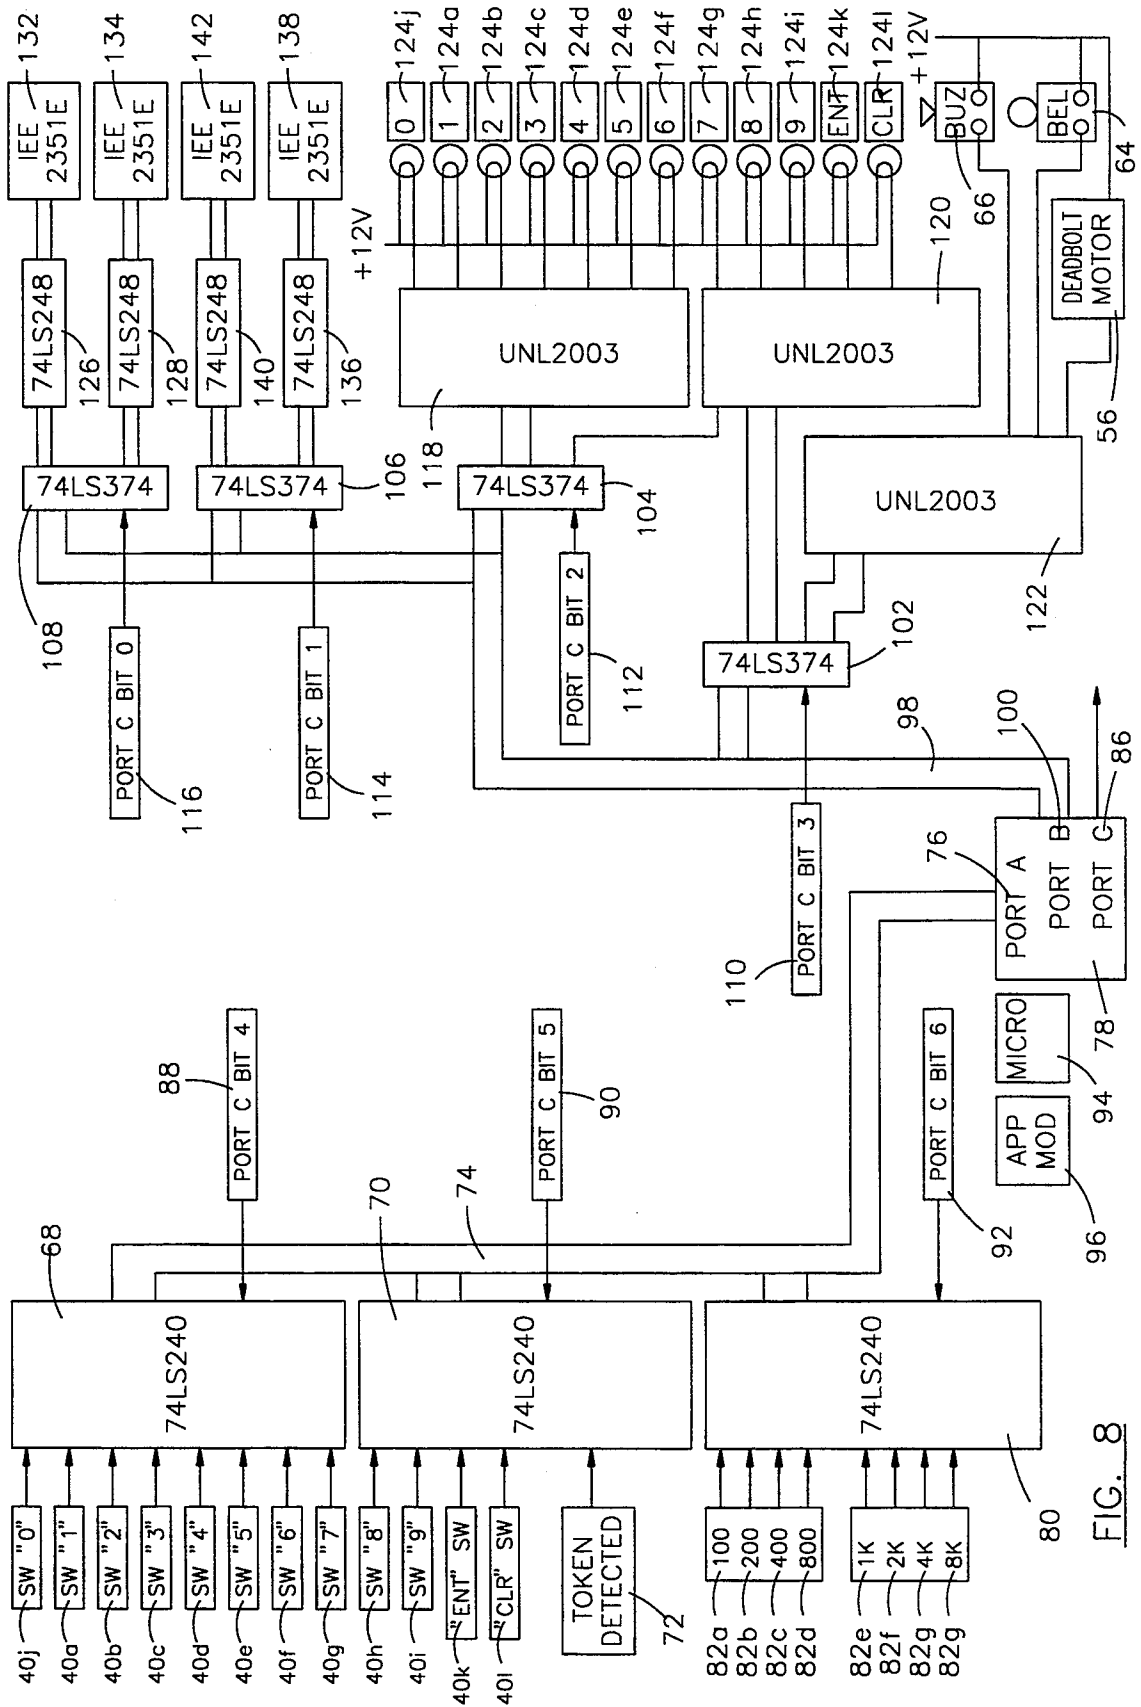 132
134
142
138
IEE
2351E
IEE
2351E
IEE
2351E
IEE
2351E
74LS248
74LS248
74LS248
74LS248
126
128
140
136
74LS374
74LS374
108
106
PORT C BIT 0
116
PORT C BIT 1
114
124j
124a
124b
124c
124d
124e
124f
124g
124h
124i
124k
124l
0
1
2
3
4
5
6
7
8
9
ENT
CLR
+12V
+12V
BUZ
BEL
66
64
UNL2003
118
UNL2003
120
DEADBOLT
MOTOR
56
74LS374
104
PORT C BIT 2
112
UNL2003
122
74LS374
102
PORT C BIT 3
110
98
100
86
76
PORT A
PORT B
PORT C
78
MICRO
94
APP
MOD
96
88
PORT C BIT 4
PORT C BIT 5
90
PORT C BIT 6
92
68
70
74
74LS240
74LS240
74LS240
80
40j
SW "0"
40a
SW "1"
40b
SW "2"
40c
SW "3"
40d
SW "4"
40e
SW "5"
40f
SW "6"
40g
SW "7"
40h
SW "8"
40i
SW "9"
40k
"ENT" SW
40l
"CLR" SW
TOKEN
DETECTED
72
82a
100
82b
200
82c
400
82d
800
82e
1K
82f
2K
82g
4K
82g
8K
FIG. 8